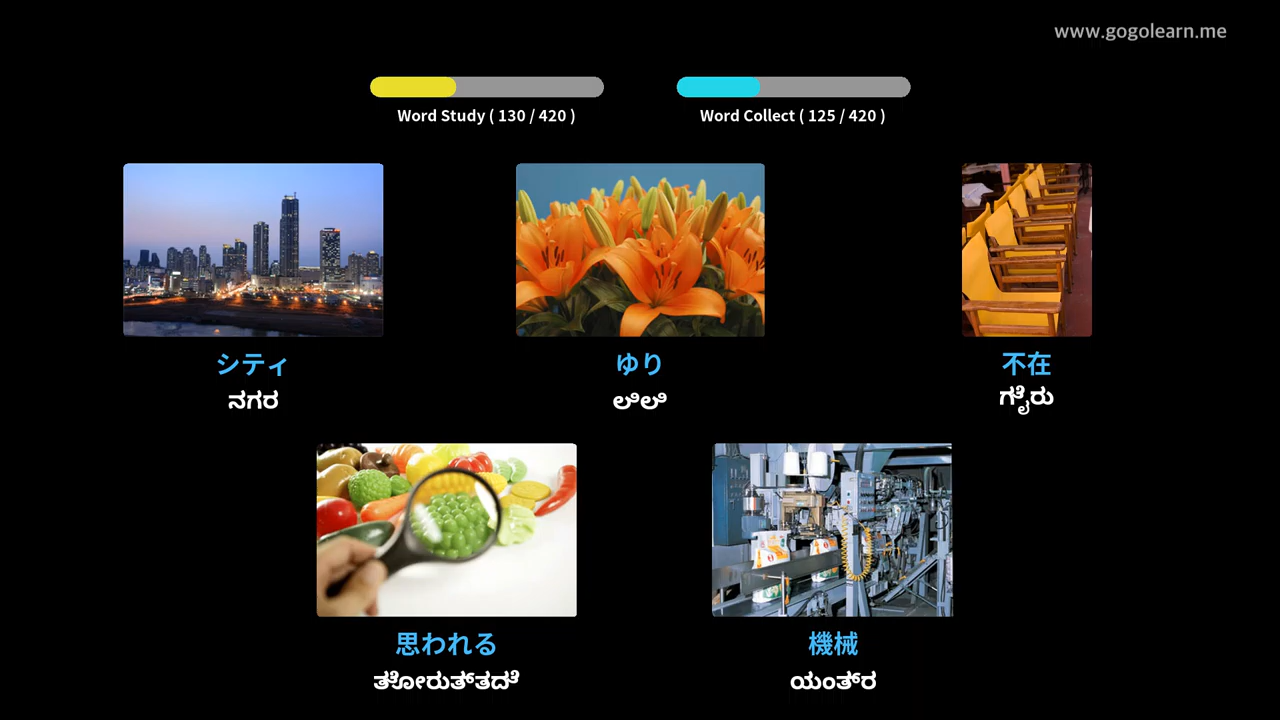 www.gogolearn.me
Word Study ( 130 / 420 )
Word Collect ( 125 / 420 )
シティ
ನಗರ
ゆり
ಲಿಲಿ
不在
ಗೈರು
思われる
ತೋರುತ್ತದೆ
機械
ಯಂತ್ರ